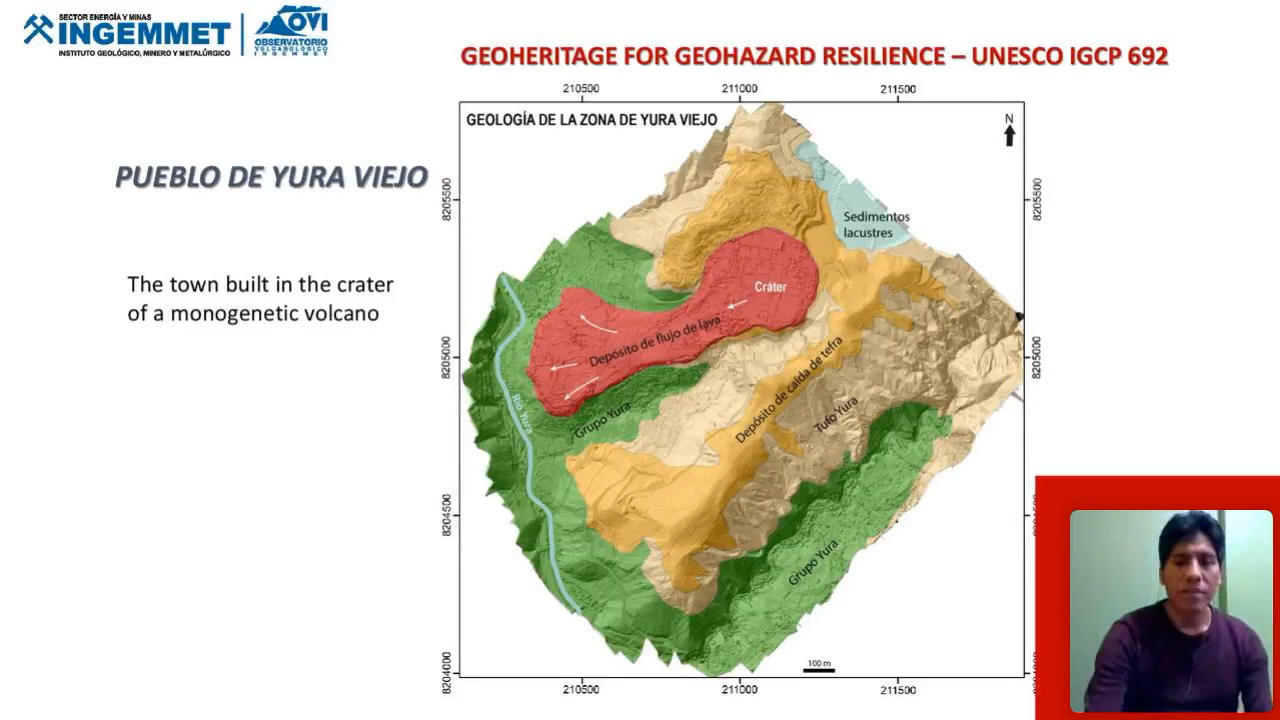 SECTOR ENERGÍA Y MINAS
INGEMMET
INSTITUTO GEOLÓGICO, MINERO Y METALÚRGICO
OVI
OBSERVATORIO
VULCANOLÓGICO
INGEMMET
GEOHERITAGE FOR GEOHAZARD RESILIENCE – UNESCO IGCP 692
PUEBLO DE YURA VIEJO
The town built in the crater
of a monogenetic volcano
210500
211000
211500
GEOLOGÍA DE LA ZONA DE YURA VIEJO
N
8205500
8205500
Sedimentos
lacustres
Cráter
Depósito de flujo de lava
8205000
8205000
Río Yura
Grupo Yura
Depósito de caída de tefra
Tufo Yura
8204500
Grupo Yura
8204000
100 m
210500
211000
211500